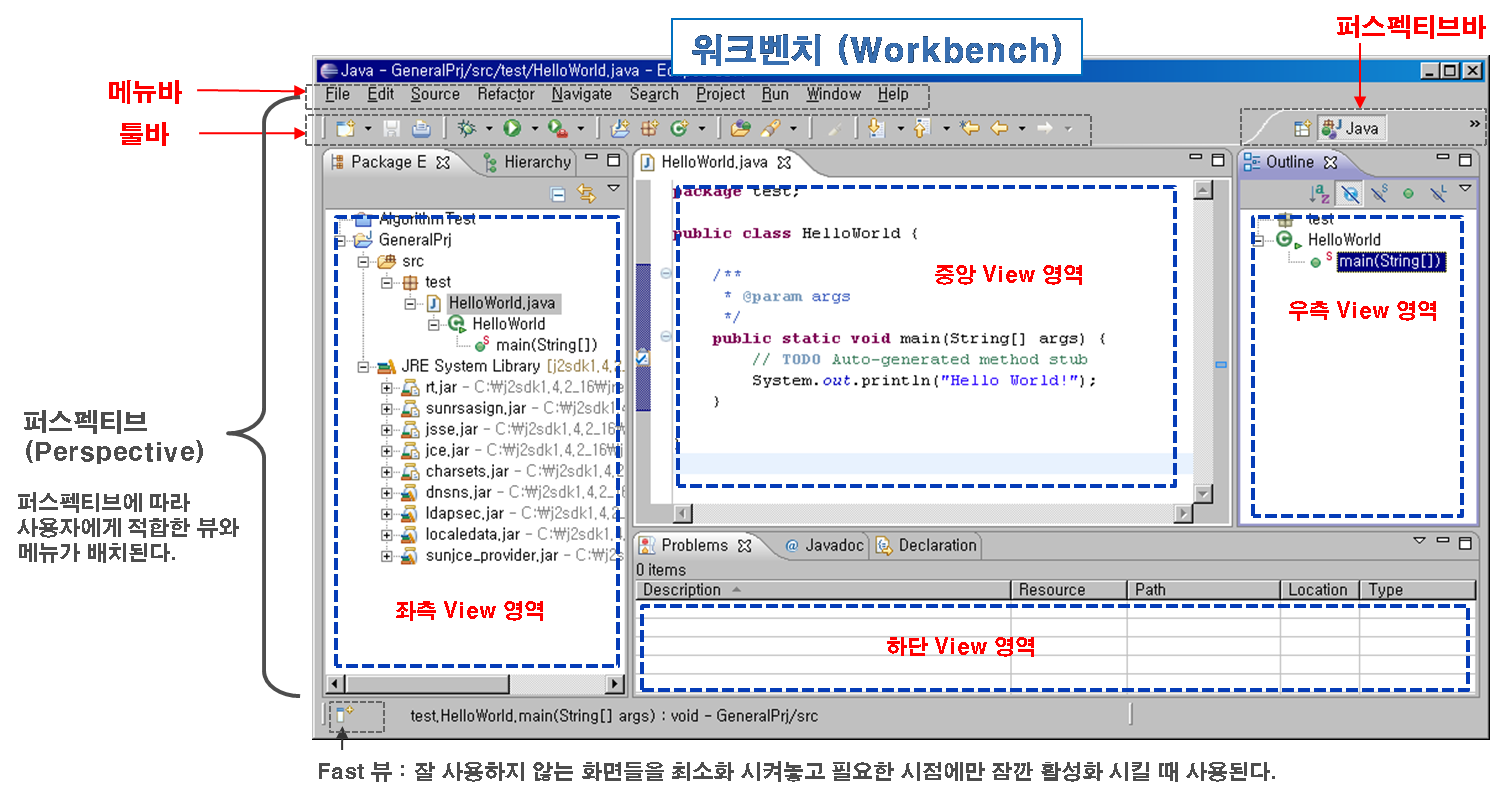 워크벤치 (Workbench)
퍼스펙티브바
Java - GeneralPrj/src/test/HelloWorld.java -
메뉴바
File Edit Source Refactor Navigate Search Project Run Window Help
툴바
Java
Package E Hierarchy
HelloWorld.java
Outline
AlgorithmTest
GeneralPrj
src
test
HelloWorld.java
HelloWorld
main(String[])
JRE System Library [j2sdk1.4.2_
rt.jar - C:₩j2sdk1.4.2_16₩jre
sunrsasign.jar - C:₩j2sdk1.4
jsse.jar - C:₩j2sdk1.4.2_16₩
jce.jar - C:₩j2sdk1.4.2_16₩j
charsets.jar - C:₩j2sdk1.4.2
dnsns.jar - C:₩j2sdk1.4.2_16
ldapsec.jar - C:₩j2sdk1.4.2_
localedata.jar - C:₩j2sdk1.4
sunjce_provider.jar - C:₩j2s
좌측 View 영역
package test;
public class HelloWorld {
/**
* @param args
*/
public static void main(String[] args) {
// TODO Auto-generated method stub
System.out.println("Hello World!");
}
}
중앙 View 영역
test
HelloWorld
main(String[])
우측 View 영역
퍼스펙티브
(Perspective)
퍼스펙티브에 따라
사용자에게 적합한 뷰와
메뉴가 배치된다.
Problems Javadoc Declaration
0 items
Description Resource Path Location Type
하단 View 영역
test.HelloWorld.main(String[] args) : void - GeneralPrj/src
Fast 뷰 : 잘 사용하지 않는 화면들을 최소화 시켜놓고 필요한 시점에만 잠깐 활성화 시킬 때 사용된다.